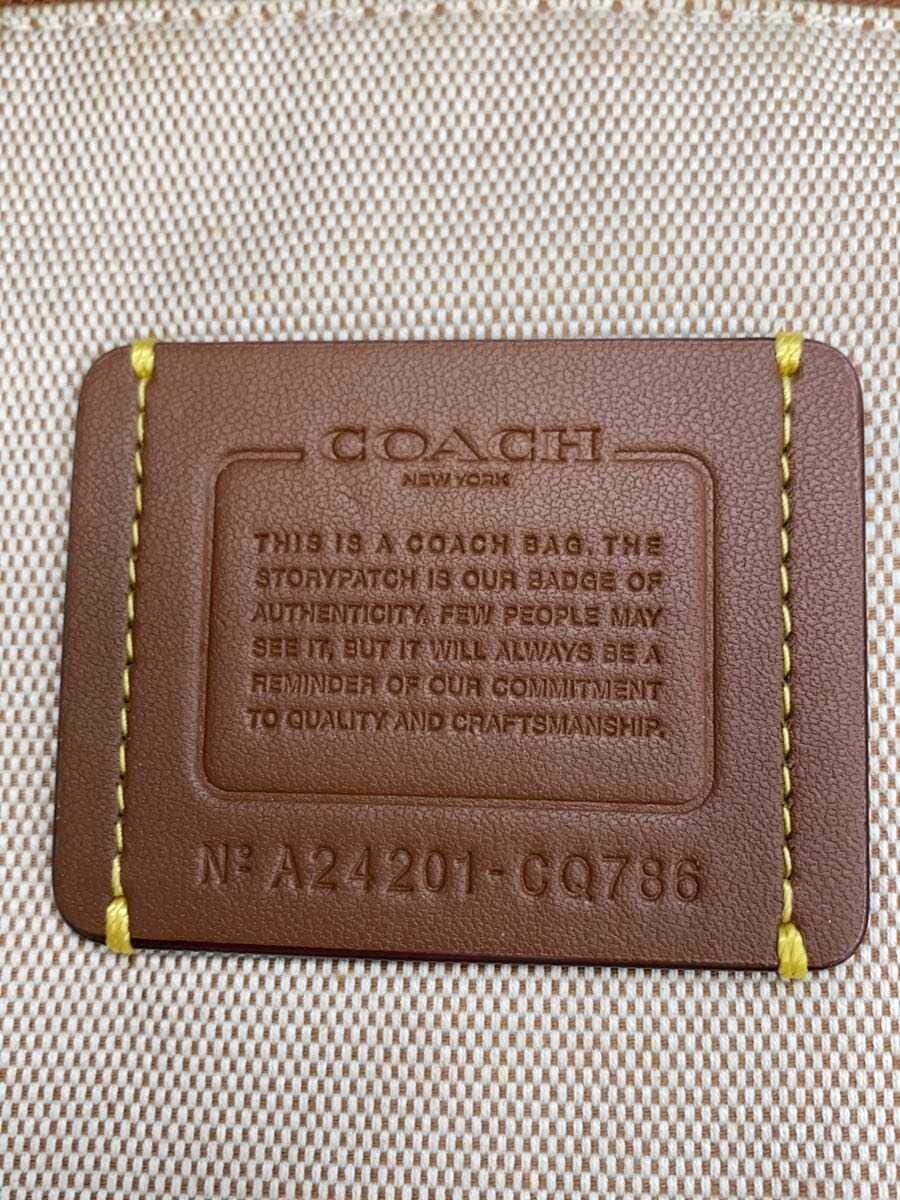 COACH
NEW YORK
THIS IS A COACH BAG. THE
STORYPATCH IS OUR BADGE OF
AUTHENTICITY. FEW PEOPLE MAY
SEE IT, BUT IT WILL ALWAYS BE A
REMINDER OF OUR COMMITMENT
TO QUALITY AND CRAFTSMANSHIP.
Nº A24201-CQ786